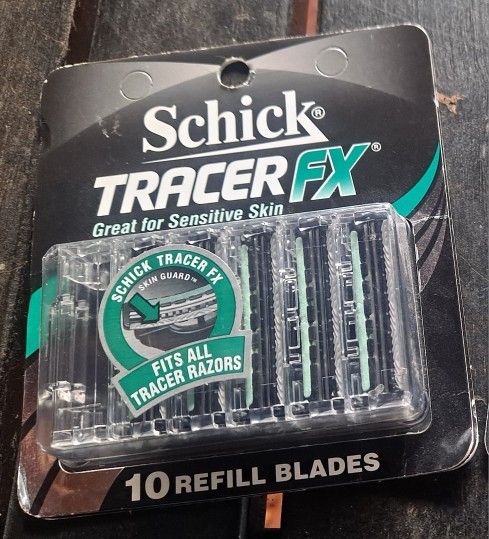 Schick®
TRACER FX®
Great for Sensitive Skin
SCHICK TRACER FX
SKIN GUARD™
FITS ALL
TRACER RAZORS
10 REFILL BLADES